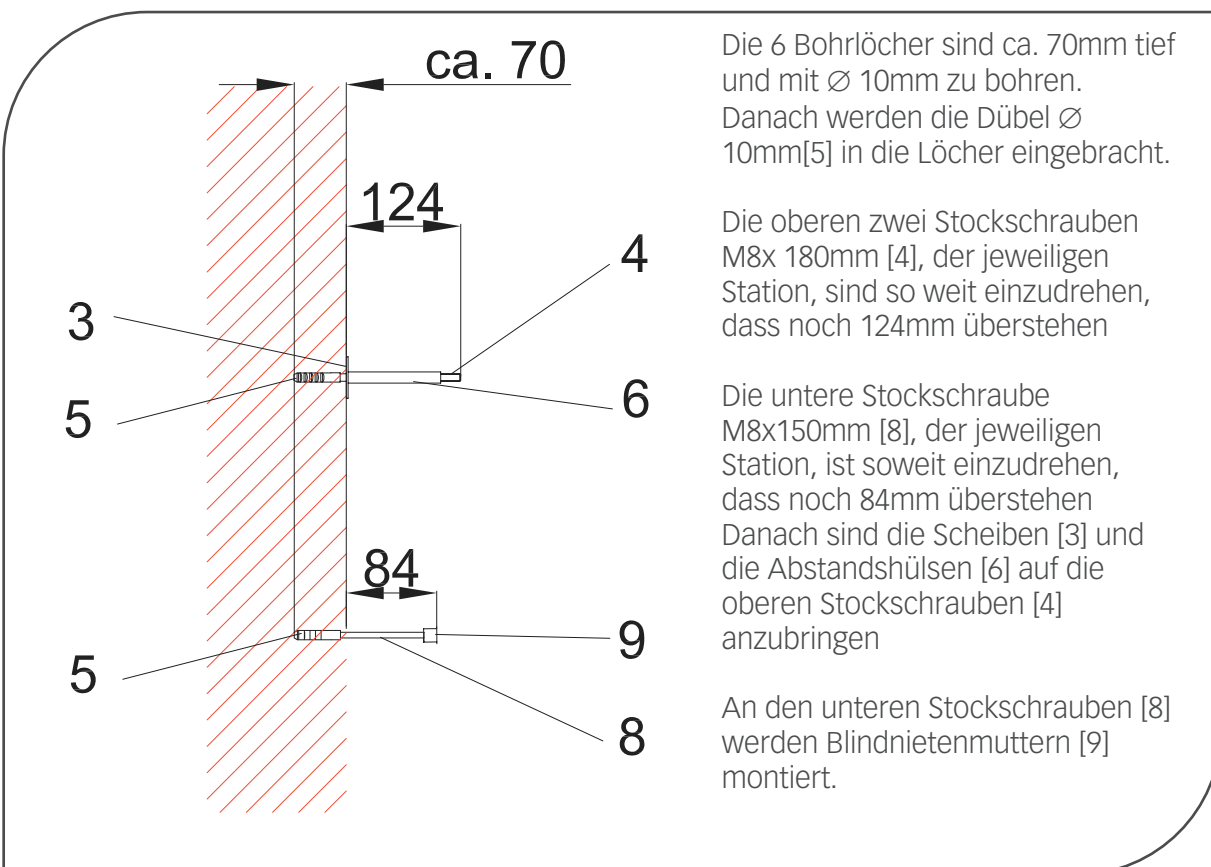 ca. 70
124
4
3
6
5
84
9
5
8
Die 6 Bohrlöcher sind ca. 70mm tief
und mit ∅ 10mm zu bohren.
Danach werden die Dübel ∅
10mm[5] in die Löcher eingebracht.
Die oberen zwei Stockschrauben
M8x 180mm [4], der jeweiligen
Station, sind so weit einzudrehen,
dass noch 124mm überstehen
Die untere Stockschraube
M8x150mm [8], der jeweiligen
Station, ist soweit einzudrehen,
dass noch 84mm überstehen
Danach sind die Scheiben [3] und
die Abstandshülsen [6] auf die
oberen Stockschrauben [4]
anzubringen
An den unteren Stockschrauben [8]
werden Blindnietenmuttern [9]
montiert.